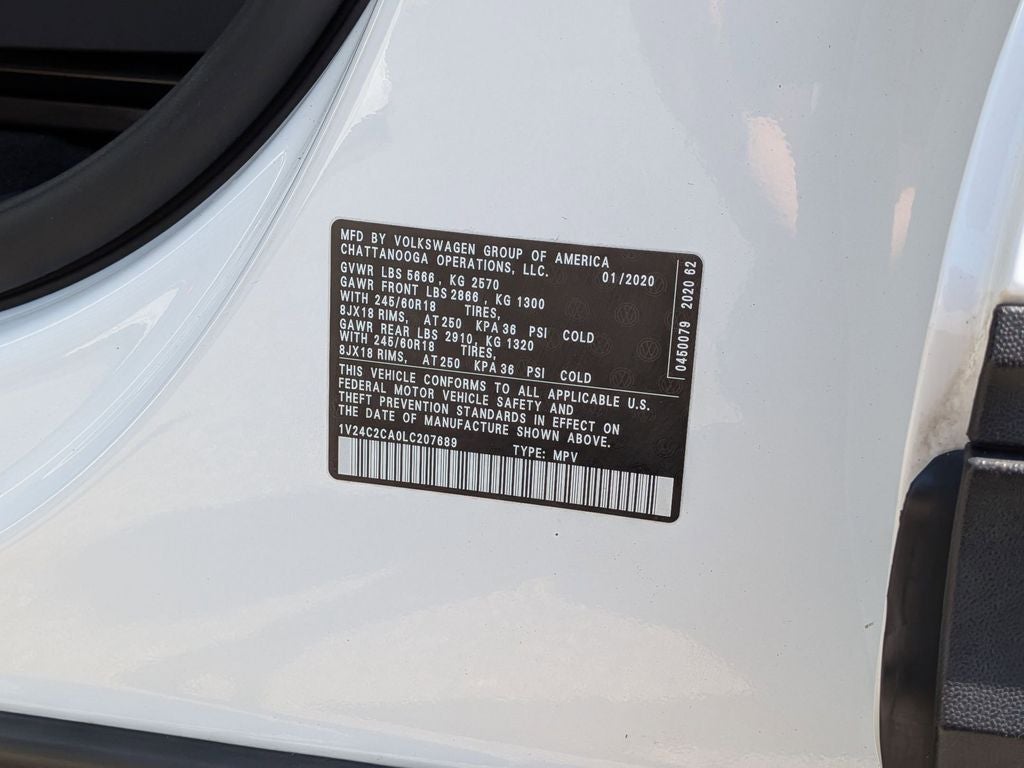 MFD BY VOLKSWAGEN GROUP OF AMERICA
CHATTANOOGA OPERATIONS, LLC. 01/2020
GVWR LBS 5666 , KG 2570
GAWR FRONT LBS 2866 , KG 1300
WITH 245/60R18 TIRES,
8JX18 RIMS, AT 250 KPA 36 PSI COLD
GAWR REAR LBS 2910, KG 1320
WITH 245/60R18 TIRES,
8JX18 RIMS, AT 250 KPA 36 PSI COLD
THIS VEHICLE CONFORMS TO ALL APPLICABLE U.S.
FEDERAL MOTOR VEHICLE SAFETY AND
THEFT PREVENTION STANDARDS IN EFFECT ON
THE DATE OF MANUFACTURE SHOWN ABOVE.
1V24C2CA0LC207689 TYPE: MPV
0450079 2020 62